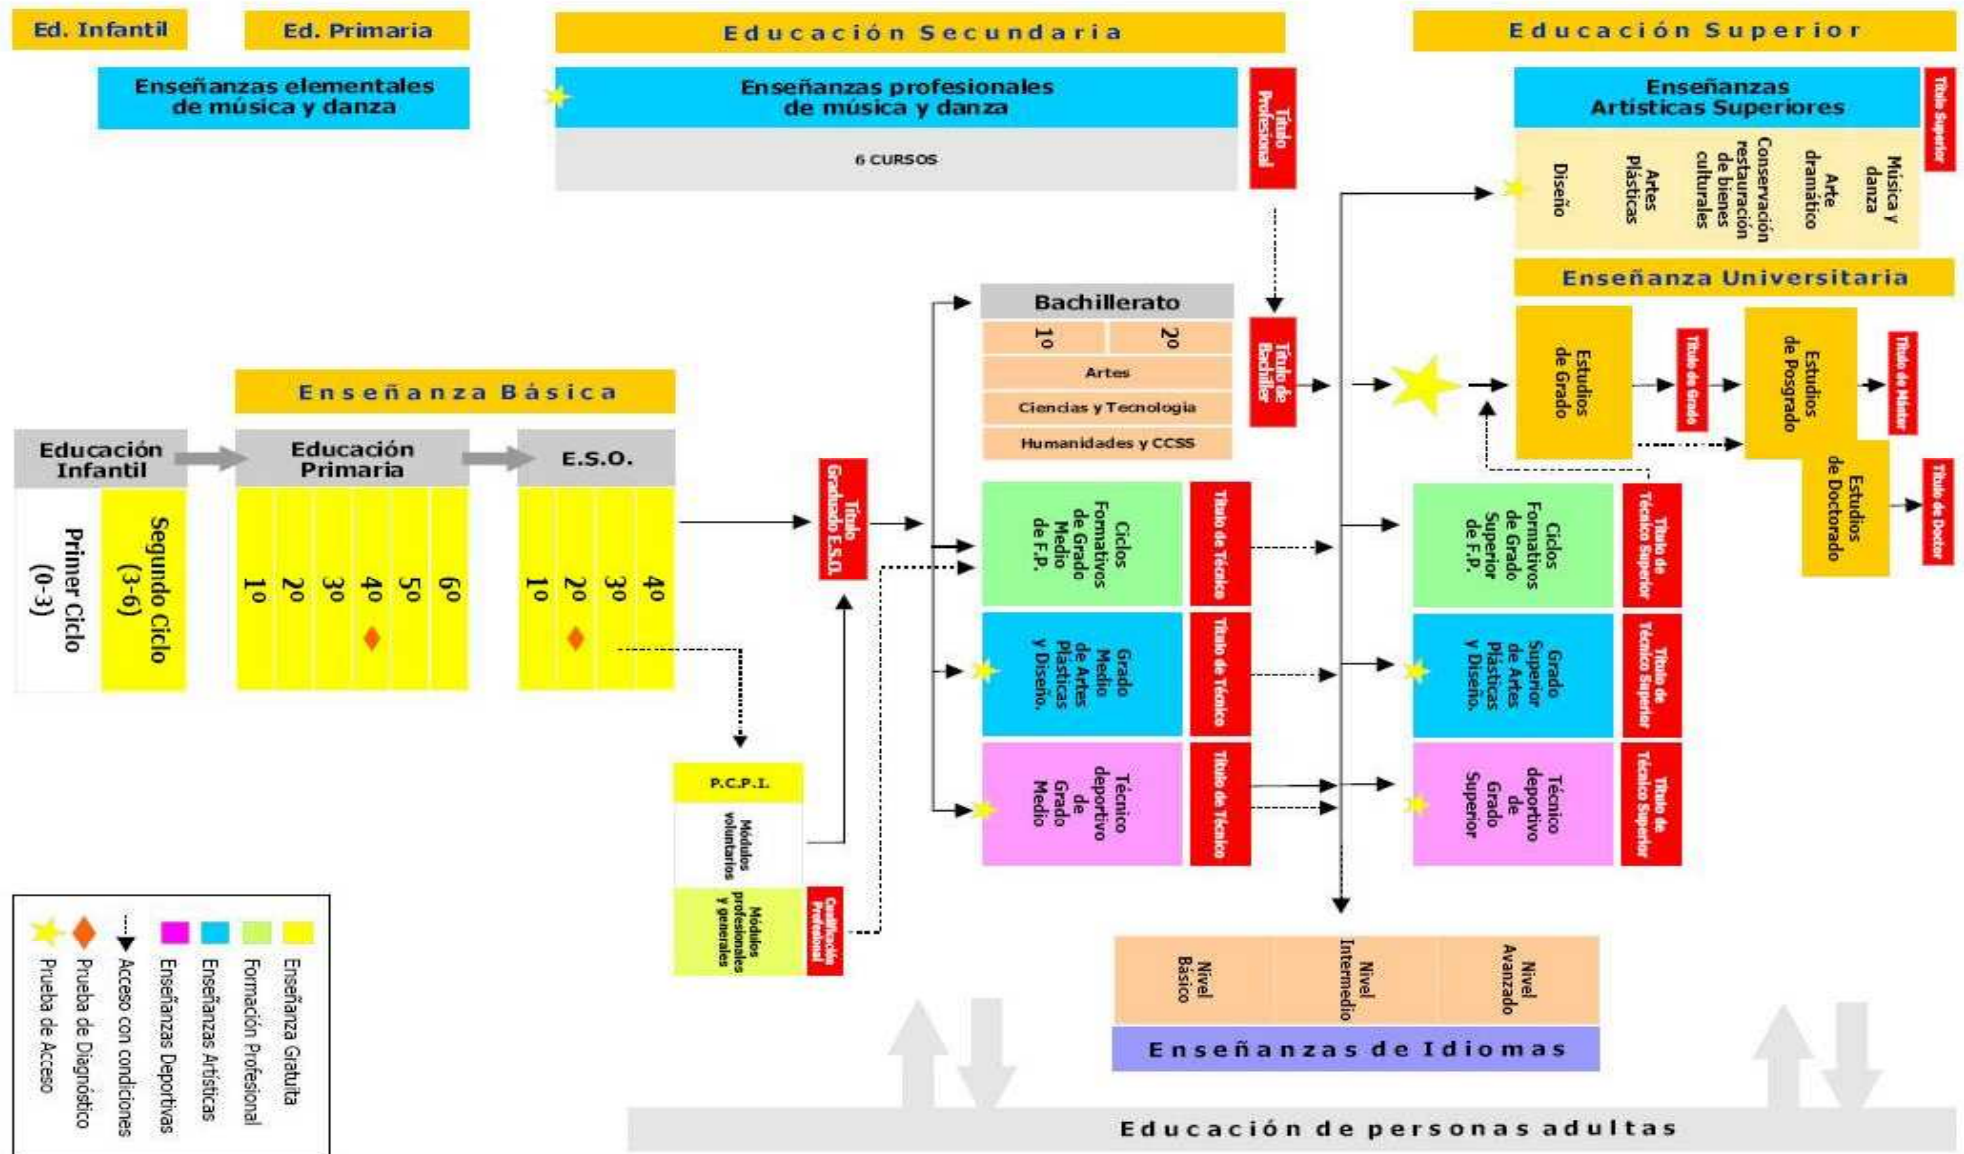 Ed. Infantil
Ed. Primaria
Educación Secundaria
Educación Superior
Enseñanzas elementales
de música y danza
Enseñanzas profesionales
de música y danza
6 CURSOS
Título
Profesional
Enseñanzas
Artísticas Superiores
Título Superior
Diseño
Artes
Plásticas
Conservación
restauración
de bienes
culturales
Arte
dramático
Música y
danza
Enseñanza Universitaria
Bachillerato
1º
2º
Artes
Ciencias y Tecnologia
Humanidades y CCSS
Título de
Bachiller
Estudios
de Grado
Título de Grado
Estudios
de Posgrado
Título de Máster
Estudios
de Doctorado
Título de Doctor
Enseñanza Básica
Educación
Infantil
Educación
Primaria
E.S.O.
Primer Ciclo
(0-3)
Segundo Ciclo
(3-6)
1º
2º
3º
4º
5º
6º
1º
2º
3º
4º
Título
Graduado E.S.O.
Ciclos
Formativos
de Grado
Medio
de F.P.
Título de Técnico
Ciclos
Formativos
de Grado
Superior
de F.P.
Título de
Técnico Superior
Grado
Medio
de Artes
Plásticas
y Diseño.
Título de Técnico
Grado
Superior
de Artes
Plásticas
y Diseño.
Título de
Técnico Superior
Técnico
deportivo
de
Grado
Medio
Título de Técnico
Técnico
deportivo
de
Grado
Superior
Título de
Técnico Superior
P.C.P.I.
Módulos
voluntarios
Módulos
profesionales
y generales
Cualificación
Profesional
Nivel
Básico
Nivel
Intermedio
Nivel
Avanzado
Enseñanzas de Idiomas
Educación de personas adultas
Enseñanza Gratuita
Formación Profesional
Enseñanzas Artísticas
Enseñanzas Deportivas
Acceso con condiciones
Prueba de Diagnóstico
Prueba de Acceso